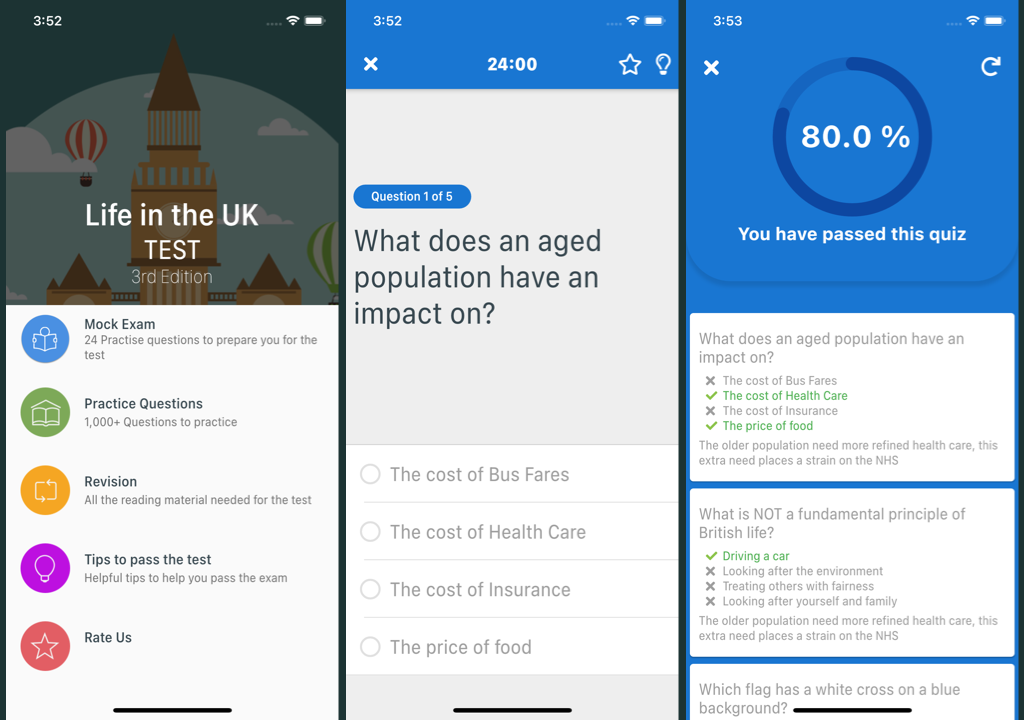 3:52
Life in the UK
TEST
3rd Edition
Mock Exam
24 Practise questions to prepare you for the
test
Practice Questions
1,000+ Questions to practice
Revision
All the reading material needed for the test
Tips to pass the test
Helpful tips to help you pass the exam
Rate Us
3:52
24:00
Question 1 of 5
What does an aged
population have an
impact on?
The cost of Bus Fares
The cost of Health Care
The cost of Insurance
The price of food
3:53
80.0 %
You have passed this quiz
What does an aged population have an
impact on?
The cost of Bus Fares
The cost of Health Care
The cost of Insurance
The price of food
The older population need more refined health care, this
extra need places a strain on the NHS
What is NOT a fundamental principle of
British life?
Driving a car
Looking after the environment
Treating others with fairness
Looking after yourself and family
The older population need more refined health care, this
extra need places a strain on the NHS
Which flag has a white cross on a blue
background?